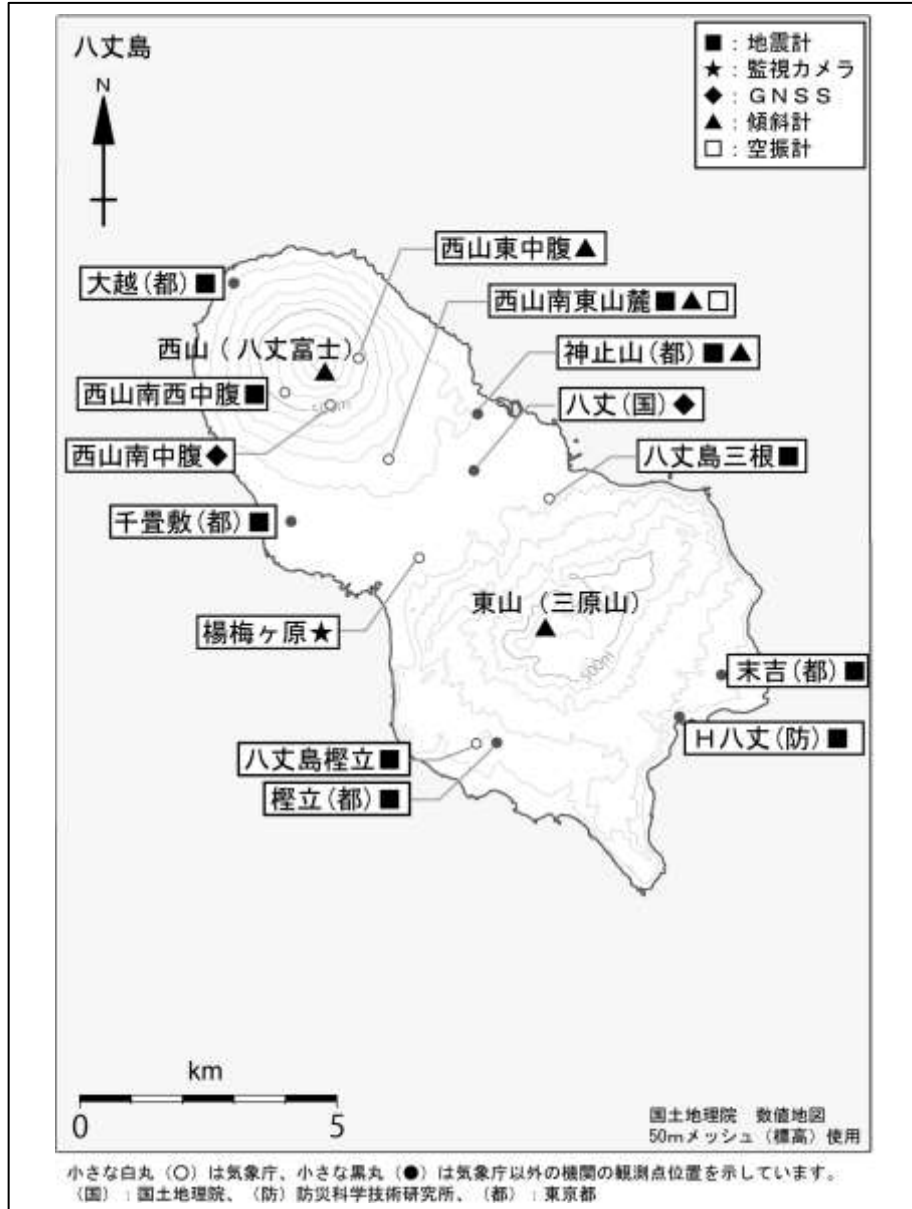 八丈島
N
■：地震計
★：監視カメラ
◆：ＧＮＳＳ
▲：傾斜計
□：空振計
西山東中腹▲
大越(都)■
西山南東山麓■▲□
西山（八丈富士）
神止山(都)■▲
西山南西中腹■
八丈(国)◆
西山南中腹◆
八丈島三根■
千畳敷(都)■
東山（三原山）
楊梅ヶ原★
500m
末吉(都)■
Ｈ八丈(防)■
八丈島樫立■
樫立(都)■
km
0 5
国土地理院　数値地図
50mメッシュ（標高）使用
小さな白丸（○）は気象庁、小さな黒丸（●）は気象庁以外の機関の観測点位置を示しています。
（国）：国土地理院、（防）防災科学技術研究所、（都）：東京都